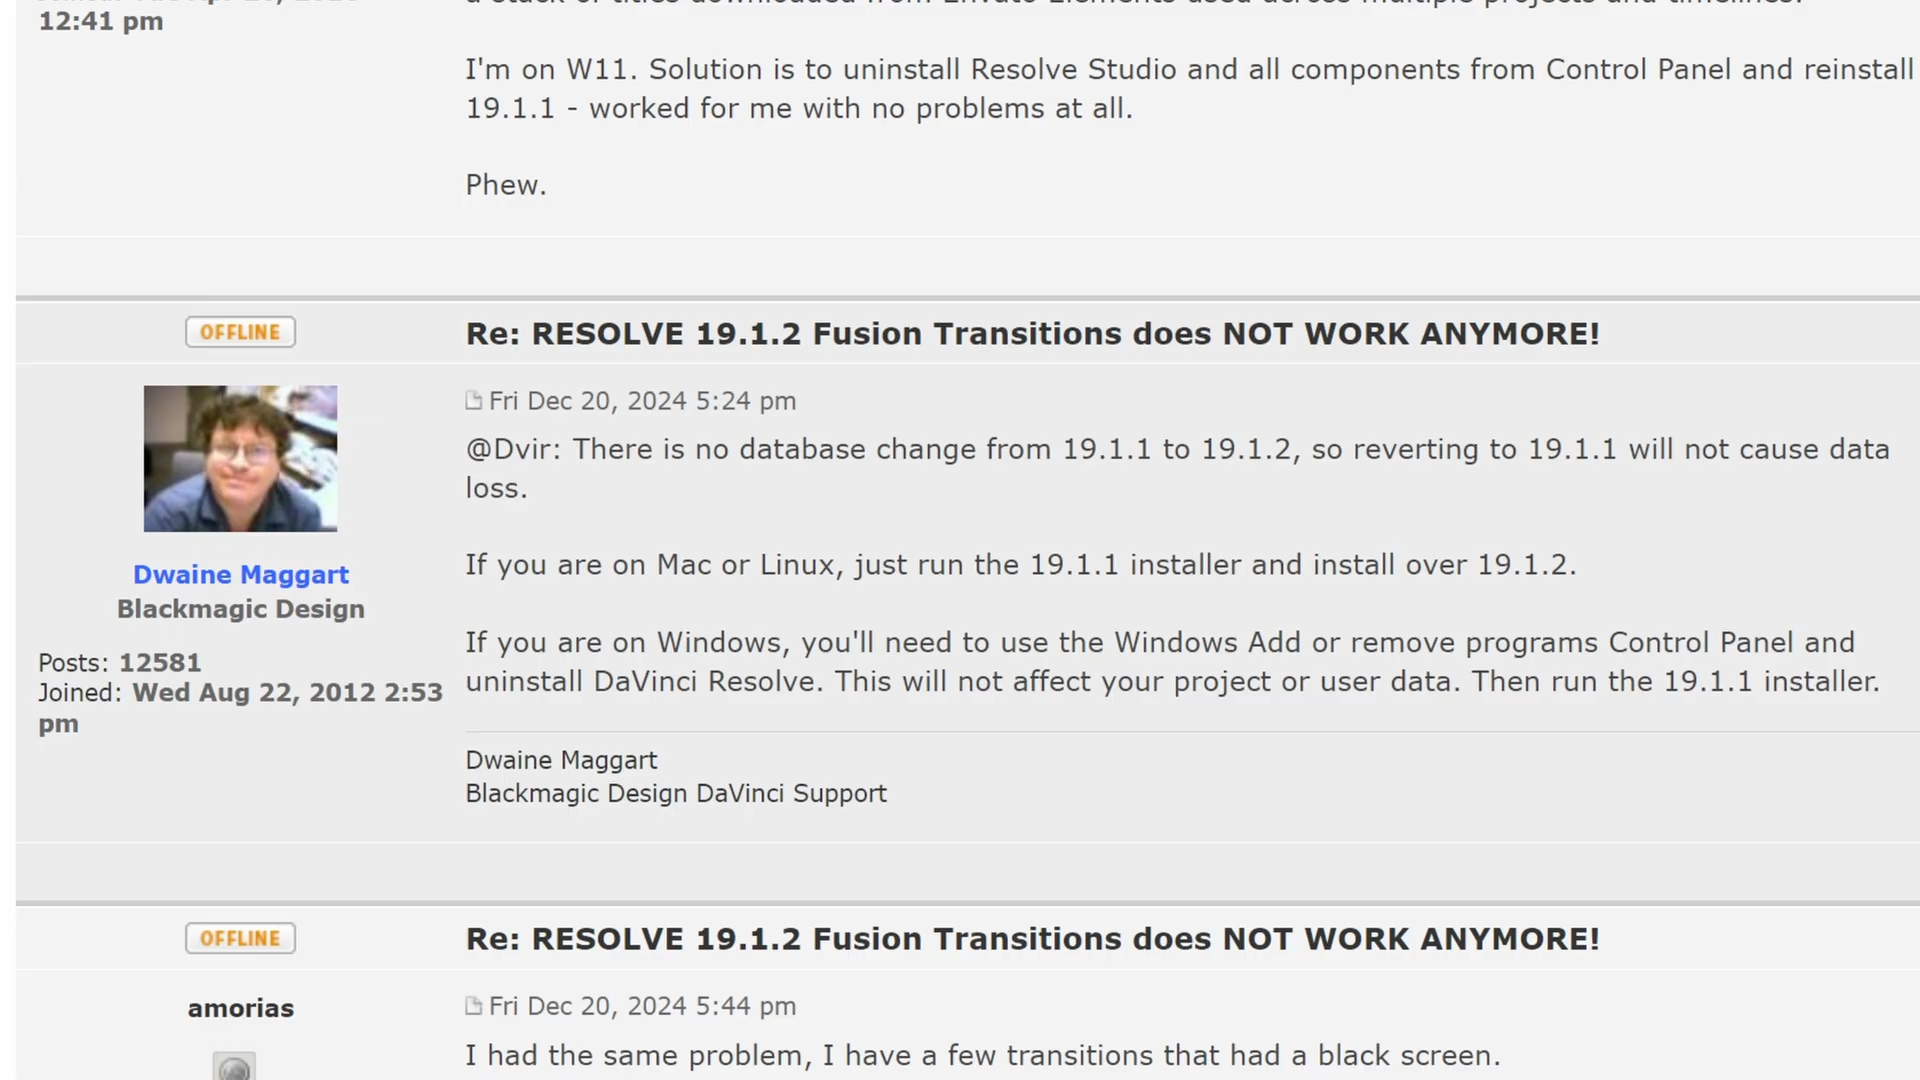 12:41 pm
I'm on W11. Solution is to uninstall Resolve Studio and all components from Control Panel and reinstall
19.1.1 - worked for me with no problems at all.
Phew.
OFFLINE
Re: RESOLVE 19.1.2 Fusion Transitions does NOT WORK ANYMORE!
Fri Dec 20, 2024 5:24 pm
@Dvir: There is no database change from 19.1.1 to 19.1.2, so reverting to 19.1.1 will not cause data
loss.
If you are on Mac or Linux, just run the 19.1.1 installer and install over 19.1.2.
Dwaine Maggart
Blackmagic Design
Posts: 12581
Joined: Wed Aug 22, 2012 2:53
pm
If you are on Windows, you'll need to use the Windows Add or remove programs Control Panel and
uninstall DaVinci Resolve. This will not affect your project or user data. Then run the 19.1.1 installer.
Dwaine Maggart
Blackmagic Design DaVinci Support
OFFLINE
Re: RESOLVE 19.1.2 Fusion Transitions does NOT WORK ANYMORE!
amorias
Fri Dec 20, 2024 5:44 pm
I had the same problem, I have a few transitions that had a black screen.